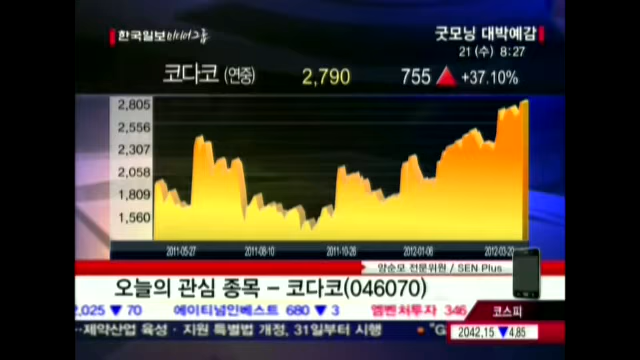 한국일보 미디어그룹
굿모닝 대박예감
21 (수) 8:27
코다코 (연중) 2,790 755 ▲ +37.10%
2,805
2,556
2,307
2,058
1,809
1,560
2011-05-27 2011-08-10 2011-10-26 2012-01-06 2012-03-20
양순모 전문위원 / SEN Plus
오늘의 관심 종목 - 코다코(046070)
2,025 ▼ 70 에이티넘인베스트 680 ▼ 3 엠벤처투자 346 코스피
··제약산업 육성·지원 특별법 개정, 31일부터 시행 2042.15 ▼4.85